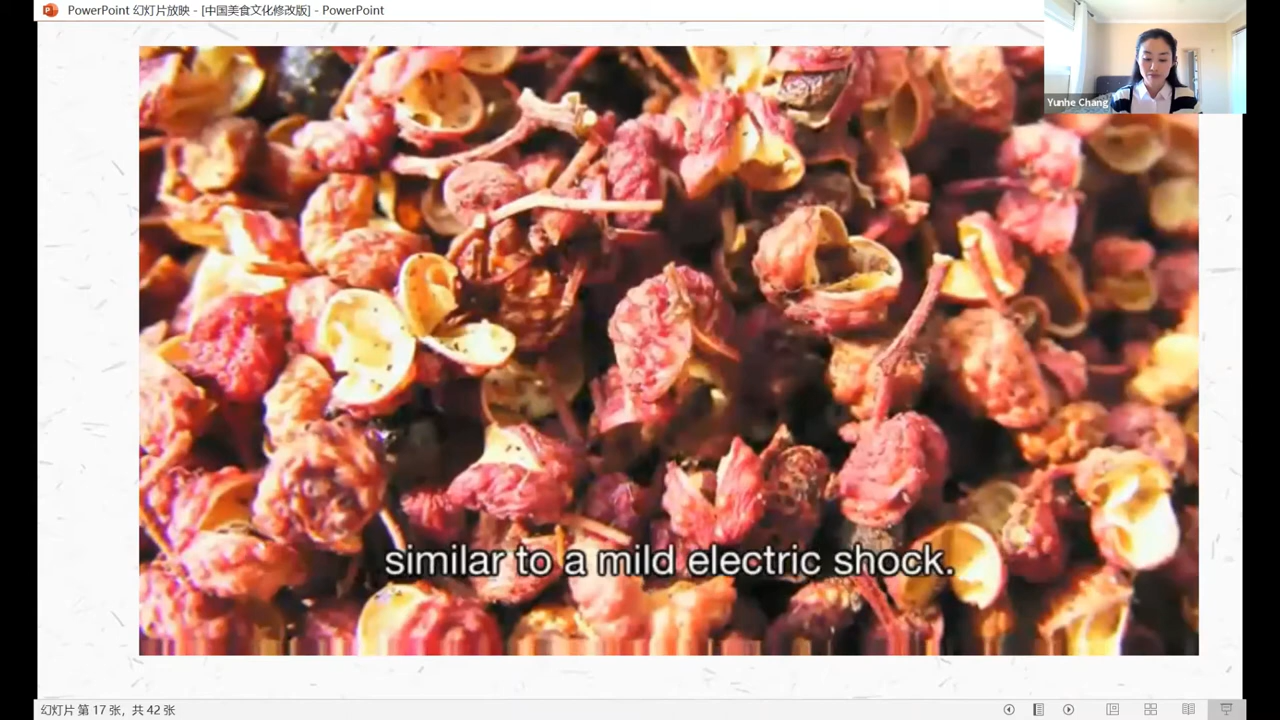 PowerPoint 幻灯片放映 - [中国美食文化修改版] - PowerPoint
Yunhe Chang
similar to a mild electric shock.
幻灯片 第 17 张，共 42 张